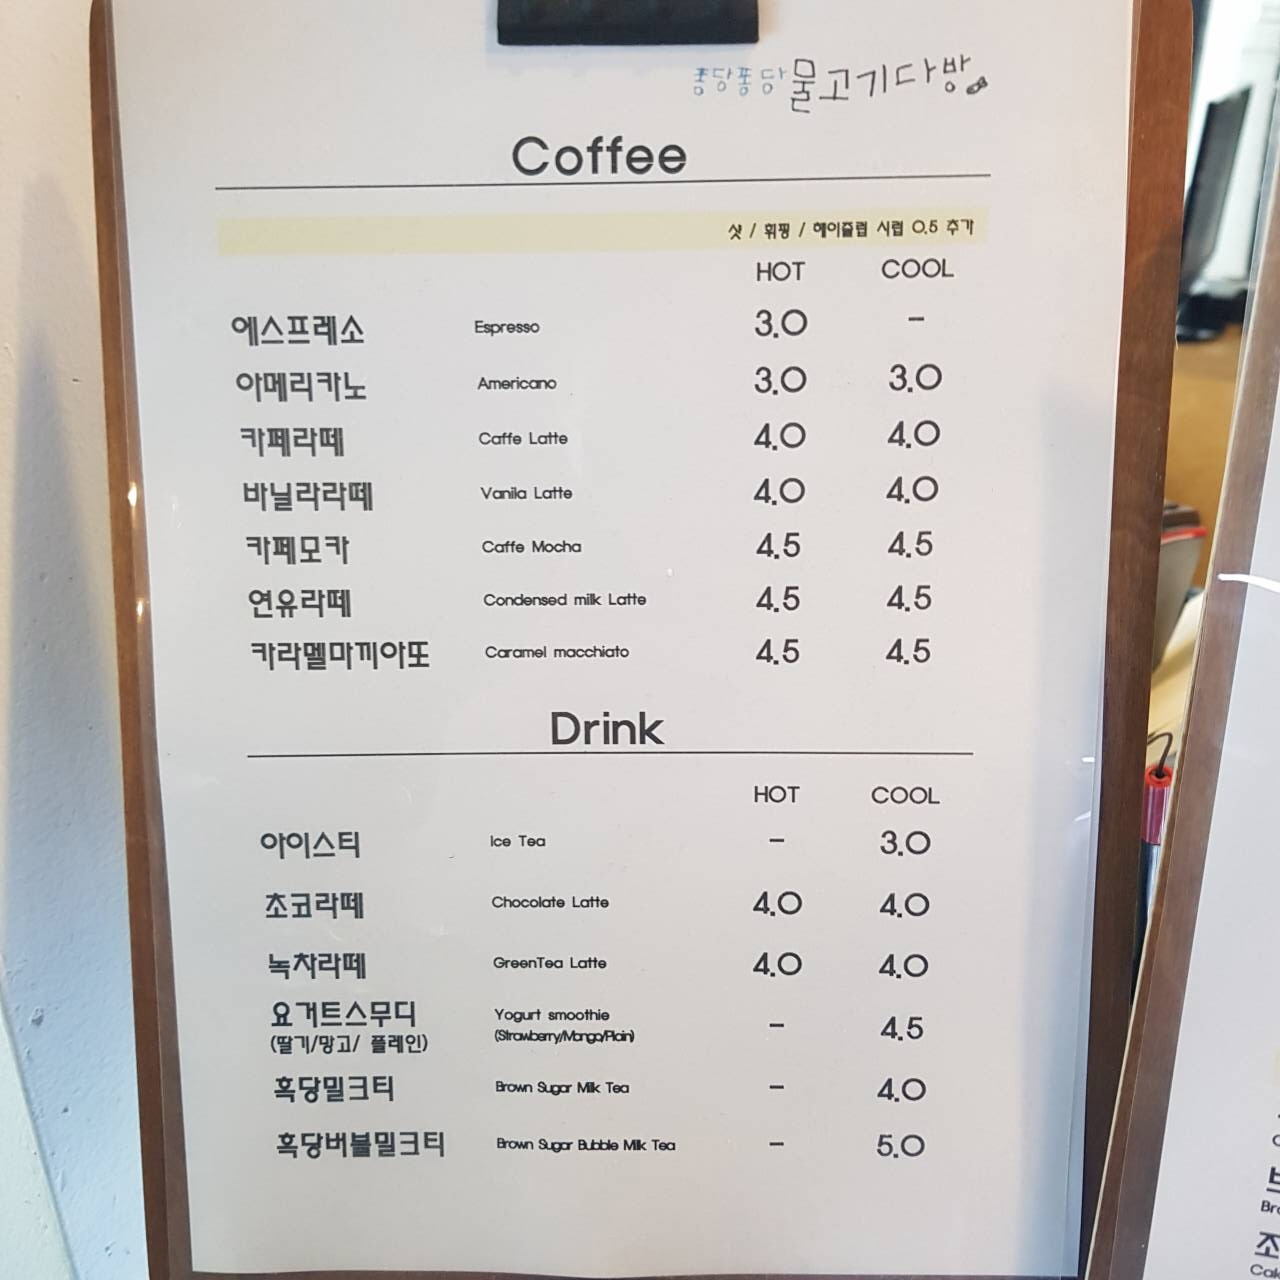 퐁당퐁당 물고기다방
Coffee
샷 / 휘핑 / 헤이즐럽 시럽 0.5 추가
HOT COOL
에스프레소 Espresso 3.0 -
아메리카노 Americano 3.0 3.0
카페라떼 Caffe Latte 4.0 4.0
바닐라라떼 Vanila Latte 4.0 4.0
카페모카 Caffe Mocha 4.5 4.5
연유라떼 Condensed milk Latte 4.5 4.5
카라멜마끼아또 Caramel macchiato 4.5 4.5
Drink
HOT COOL
아이스티 Ice Tea - 3.0
초코라떼 Chocolate Latte 4.0 4.0
녹차라떼 GreenTea Latte 4.0 4.0
요거트스무디 Yogurt smoothie - 4.5
(딸기/망고/ 플레인) (Strawberry/Mango/Plain)
흑당밀크티 Brown Sugar Milk Tea - 4.0
흑당버블밀크티 Brown Sugar Bubble Milk Tea - 5.0